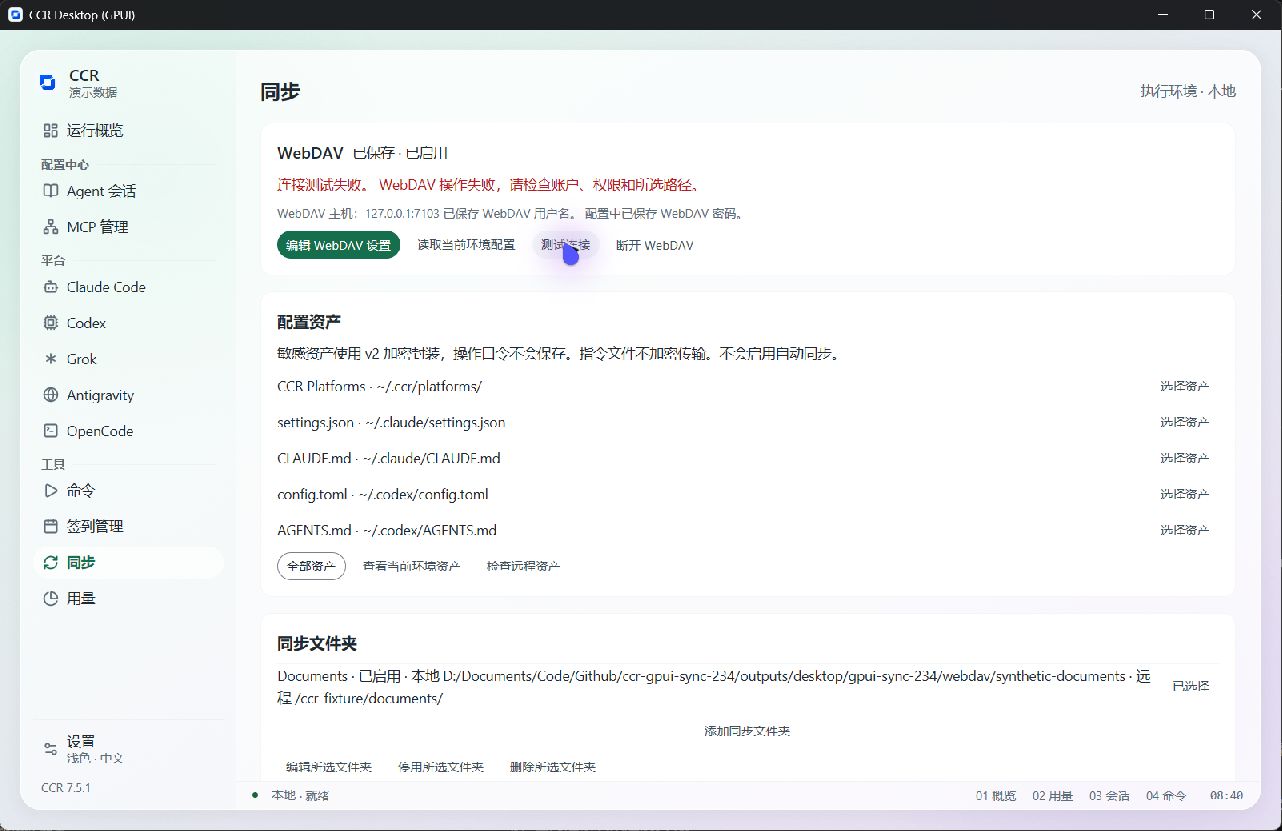 CCR Desktop (GPUI)
CCR
演示数据
运行概览
配置中心
Agent 会话
MCP 管理
平台
Claude Code
Codex
Grok
Antigravity
OpenCode
工具
命令
签到管理
同步
用量
设置
浅色 · 中文
CCR 7.5.1
同步
执行环境 · 本地
WebDAV 已保存 · 已启用
连接测试失败。 WebDAV 操作失败，请检查账户、权限和所选路径。
WebDAV 主机：127.0.0.1:7103 已保存 WebDAV 用户名。 配置中已保存 WebDAV 密码。
编辑 WebDAV 设置 读取当前环境配置 测试连接 断开 WebDAV
配置资产
敏感资产使用 v2 加密封装，操作口令不会保存。指令文件不加密传输。不会启用自动同步。
CCR Platforms · ~/.ccr/platforms/ 选择资产
settings.json · ~/.claude/settings.json 选择资产
CLAUDE.md · ~/.claude/CLAUDE.md 选择资产
config.toml · ~/.codex/config.toml 选择资产
AGENTS.md · ~/.codex/AGENTS.md 选择资产
全部资产 查看当前环境资产 检查远程资产
同步文件夹
Documents · 已启用 · 本地 D:/Documents/Code/Github/ccr-gpui-sync-234/outputs/desktop/gpui-sync-234/webdav/synthetic-documents · 远
程 /ccr-fixture/documents/
已选择
添加同步文件夹
编辑所选文件夹 停用所选文件夹 删除所选文件夹
本地 · 就绪 01 概览 02 用量 03 会话 04 命令 08:40